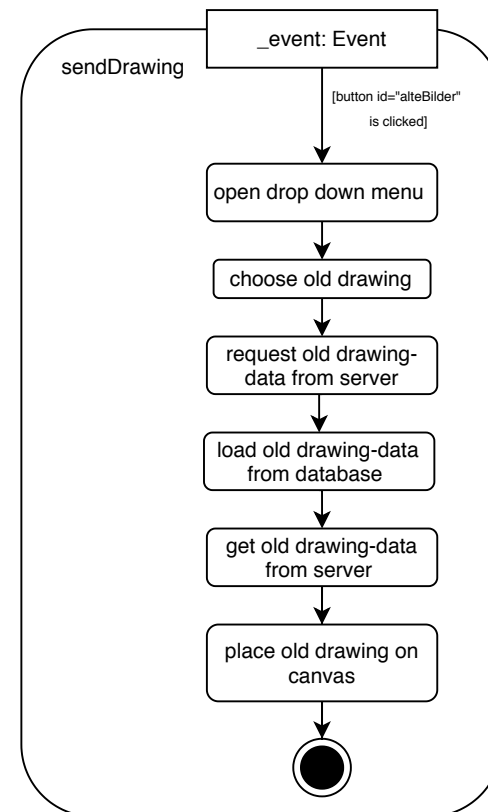 _event: Event
sendDrawing
[button id="alteBilder"
is clicked]
open drop down menu
choose old drawing
request old drawing-
data from server
load old drawing-data
from database
get old drawing-data
from server
place old drawing on
canvas